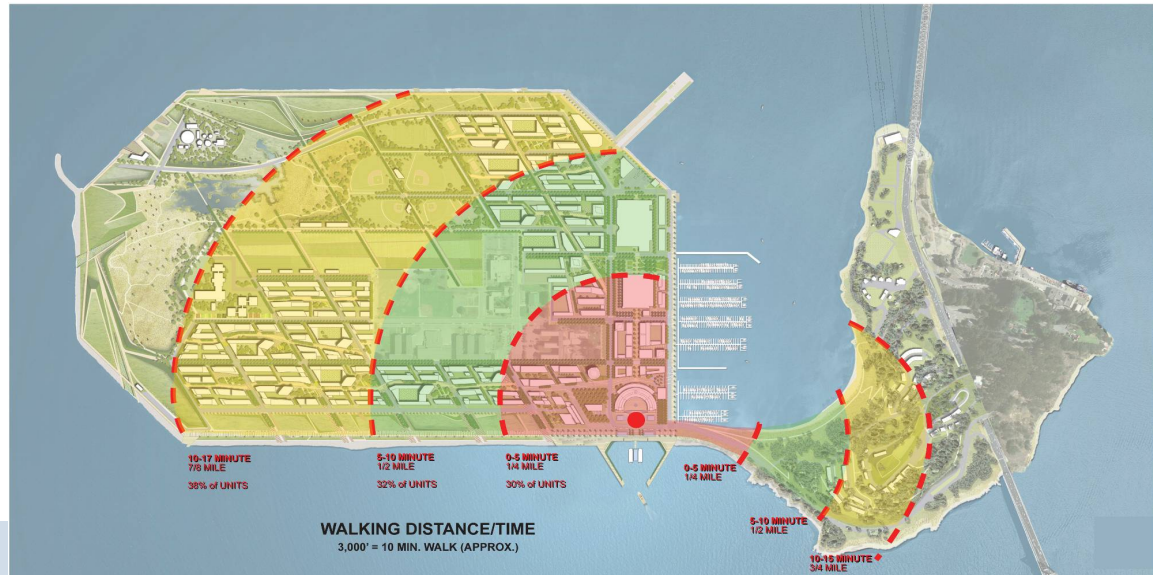 10-17 MINUTE
7/8 MILE
38% of UNITS
5-10 MINUTE
1/2 MILE
32% of UNITS
0-5 MINUTE
1/4 MILE
30% of UNITS
0-5 MINUTE
1/4 MILE
5-10 MINUTE
1/2 MILE
10-15 MINUTE
3/4 MILE
WALKING DISTANCE/TIME
3,000' = 10 MIN. WALK (APPROX.)